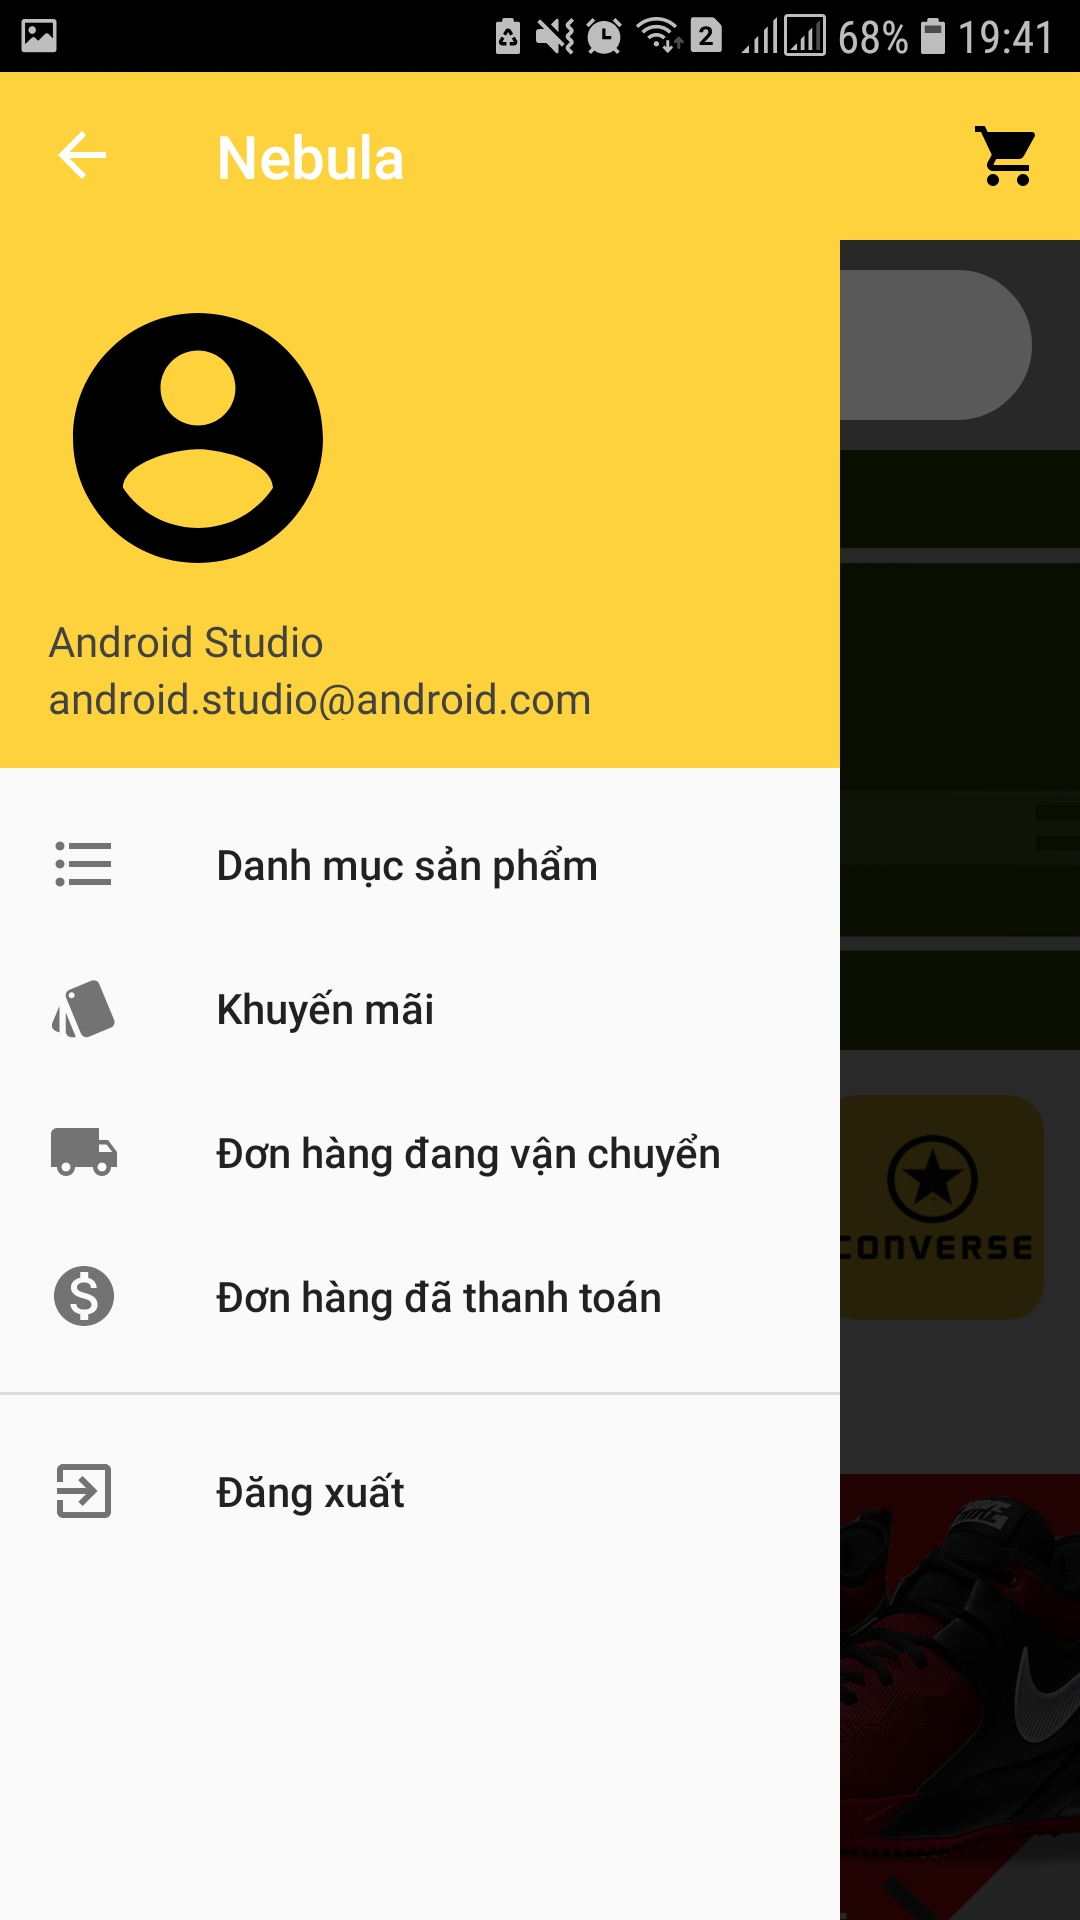 2 68% 19:41
Nebula
Android Studio
android.studio@android.com
Danh mục sản phẩm
Khuyến mãi
Đơn hàng đang vận chuyển
CONVERSE
Đơn hàng đã thanh toán
Đăng xuất